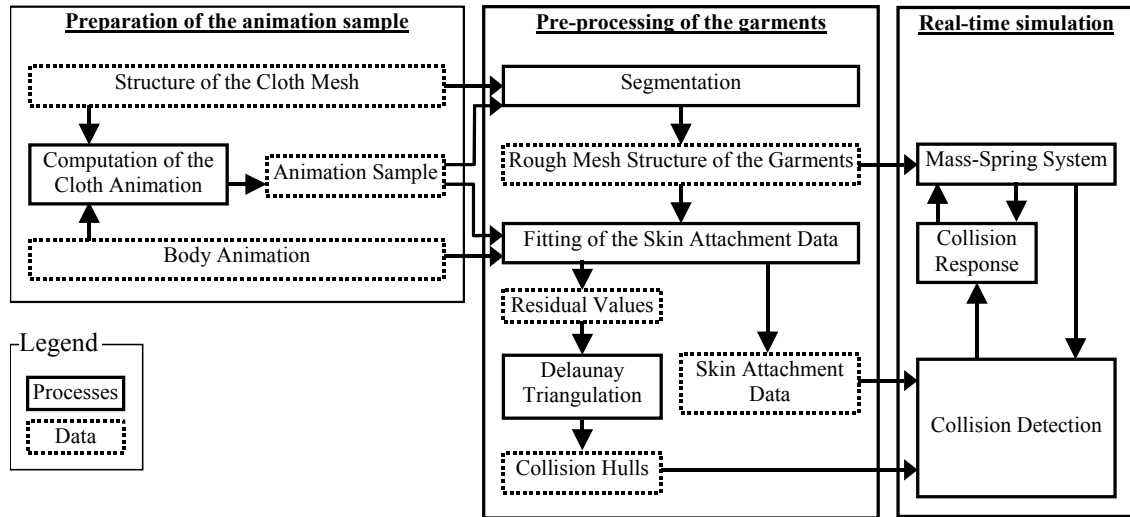 Preparation of the animation sample
Structure of the Cloth Mesh
Computation of the
Cloth Animation
Animation Sample
Body Animation
Legend
Processes
Data
Pre-processing of the garments
Segmentation
Rough Mesh Structure of the Garments
Fitting of the Skin Attachment Data
Residual Values
Delaunay
Triangulation
Skin Attachment
Data
Collision Hulls
Real-time simulation
Mass-Spring System
Collision
Response
Collision Detection